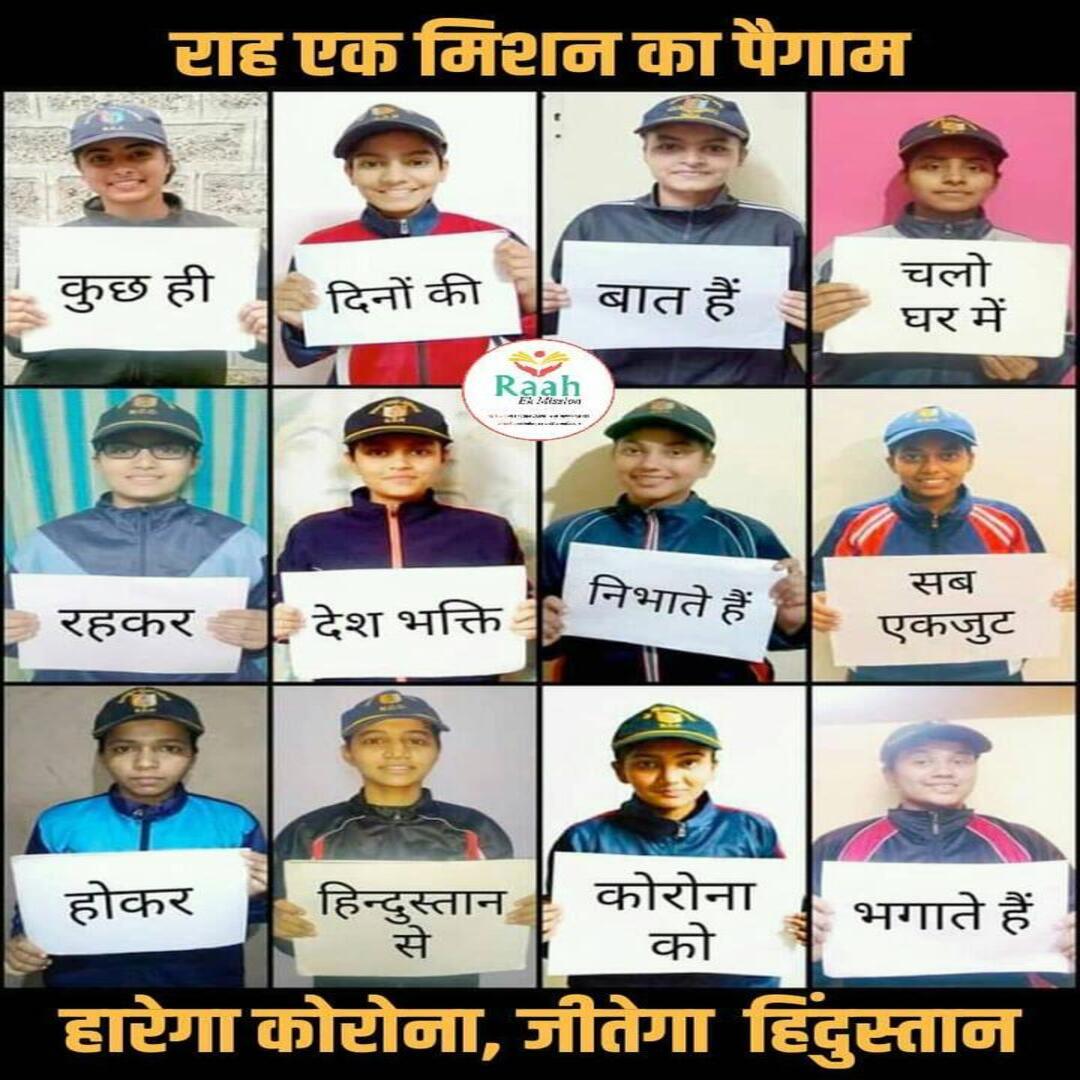 राह एक मिशन का पैगाम
कुछ ही
दिनों की
बात हैं
चलो
घर में
Raah
Ek Mission
रहकर
देश भक्ति
निभाते हैं
सब
एकजुट
होकर
हिन्दुस्तान
से
कोरोना
को
भगाते हैं
हारेगा कोरोना, जीतेगा हिंदुस्तान